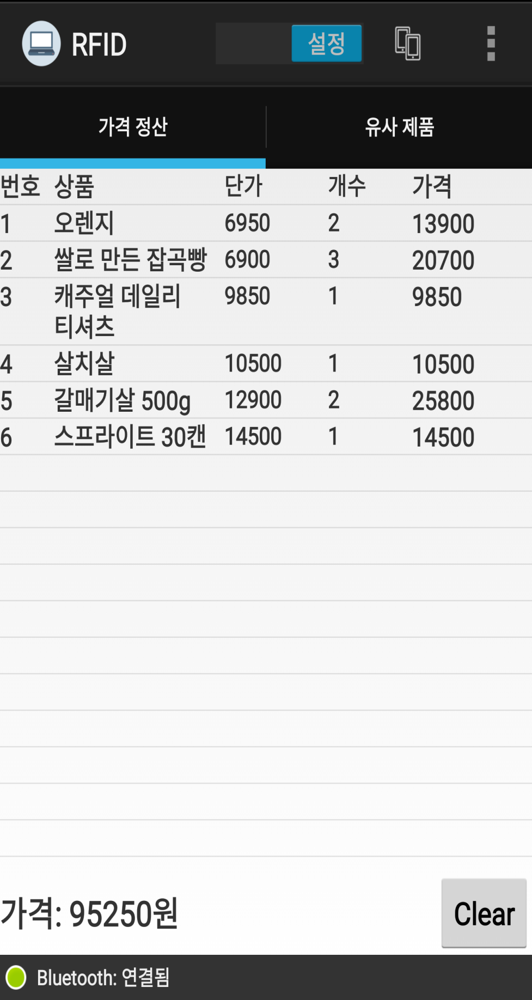 RFID 설정
가격 정산 유사 제품
번호 상품 단가 개수 가격
1 오렌지 6950 2 13900
2 쌀로 만든 잡곡빵 6900 3 20700
3 캐주얼 데일리 9850 1 9850
티셔츠
4 살치살 10500 1 10500
5 갈매기살 500g 12900 2 25800
6 스프라이트 30캔 14500 1 14500
가격: 95250원 Clear
Bluetooth: 연결됨